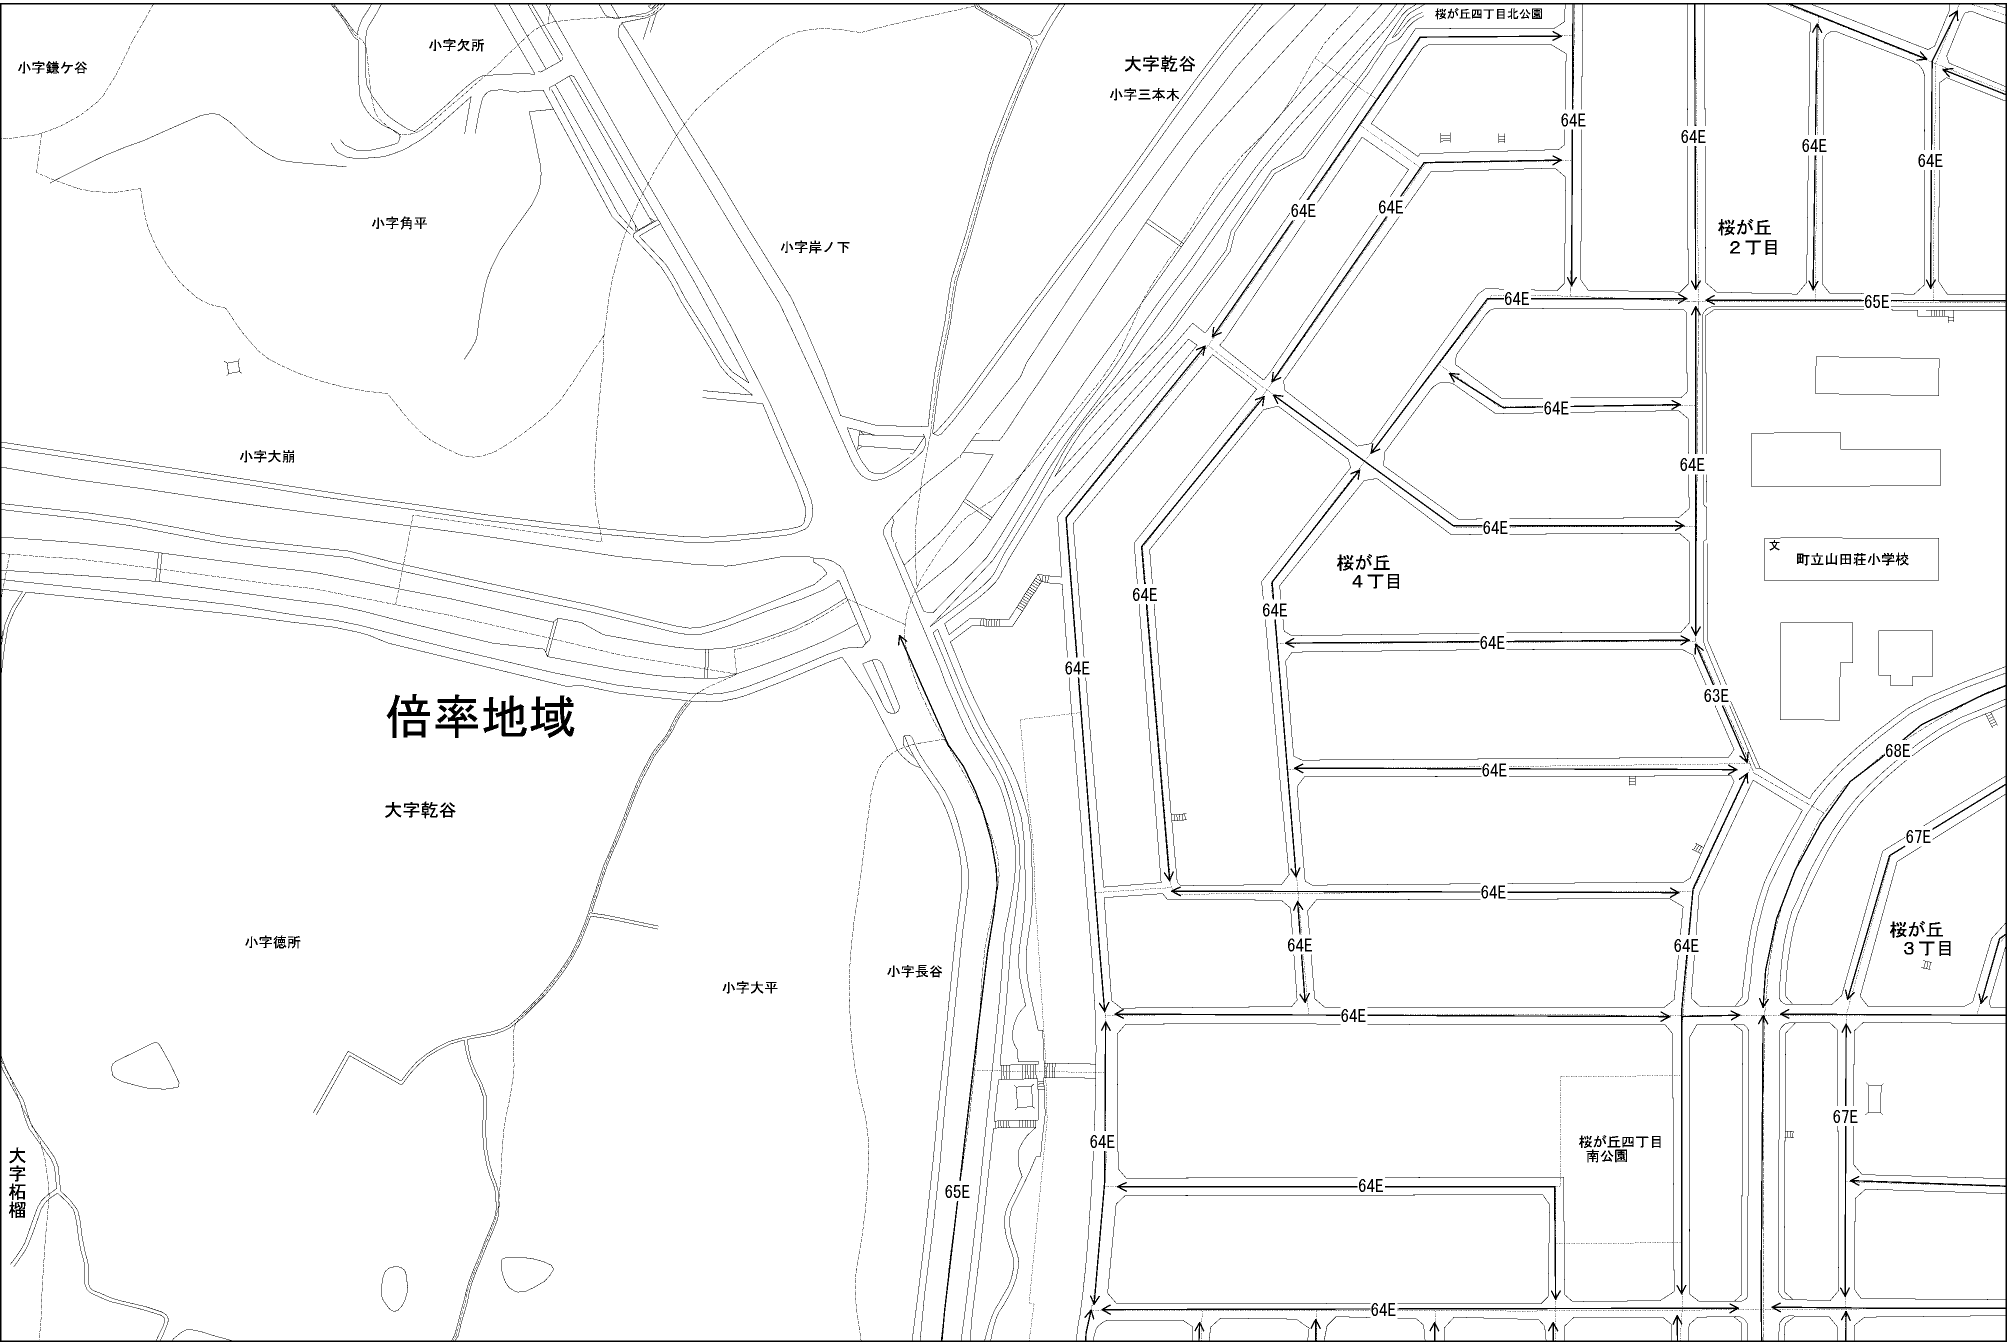 桜が丘四丁目北公園
小字欠所
小字鎌ケ谷
大字乾谷
小字三本木
64E
64E
64E
64E
64E
64E
小字角平
桜が丘
2丁目
小字岸ノ下
64E
65E
64E
小字大崩
64E
64E
町立山田荘小学校
桜が丘
4丁目
64E
64E
64E
64E
63E
倍率地域
68E
64E
大字乾谷
67E
64E
桜が丘
3丁目
小字徳所
64E
64E
小字長谷
小字大平
64E
67E
64E
桜が丘四丁目
南公園
大字柘榴
65E
64E
64E